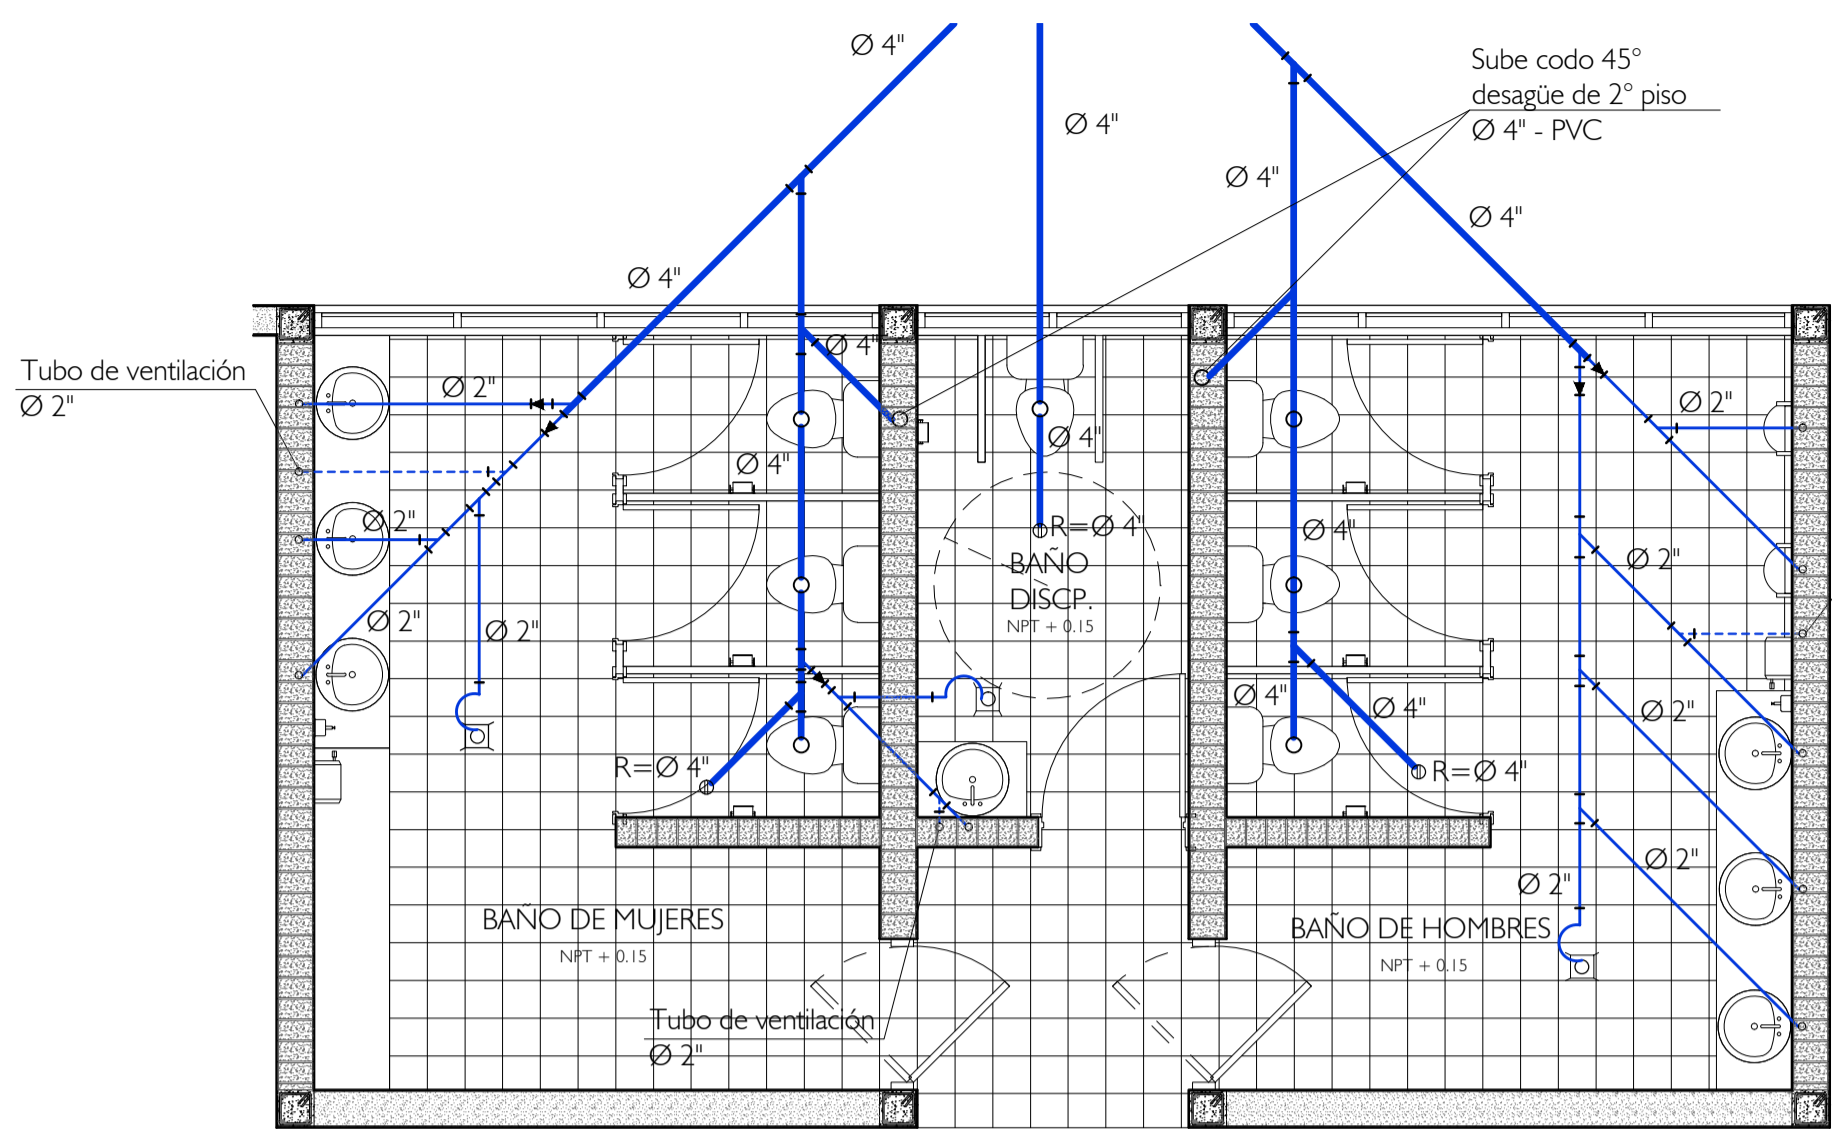 Ø 4"
Sube codo 45°
desagüe de 2° piso
Ø 4" - PVC
Ø 4"
Ø 4"
Ø 4"
Ø 4"
Ø 4"
Tubo de ventilación
Ø 2"
Ø 2"
Ø 2"
Ø 4"
Ø 4"
Ø 4"
R=Ø 4"
Ø 4"
Ø 2"
BAÑO
DISCP.
NPT + 0.15
Ø 2"
Ø 2"
Ø 2"
Ø 4"
Ø 4"
Ø 2"
R=Ø 4"
R=Ø 4"
Ø 2"
Ø 2"
BAÑO DE MUJERES
NPT + 0.15
BAÑO DE HOMBRES
NPT + 0.15
Tubo de ventilación
Ø 2"